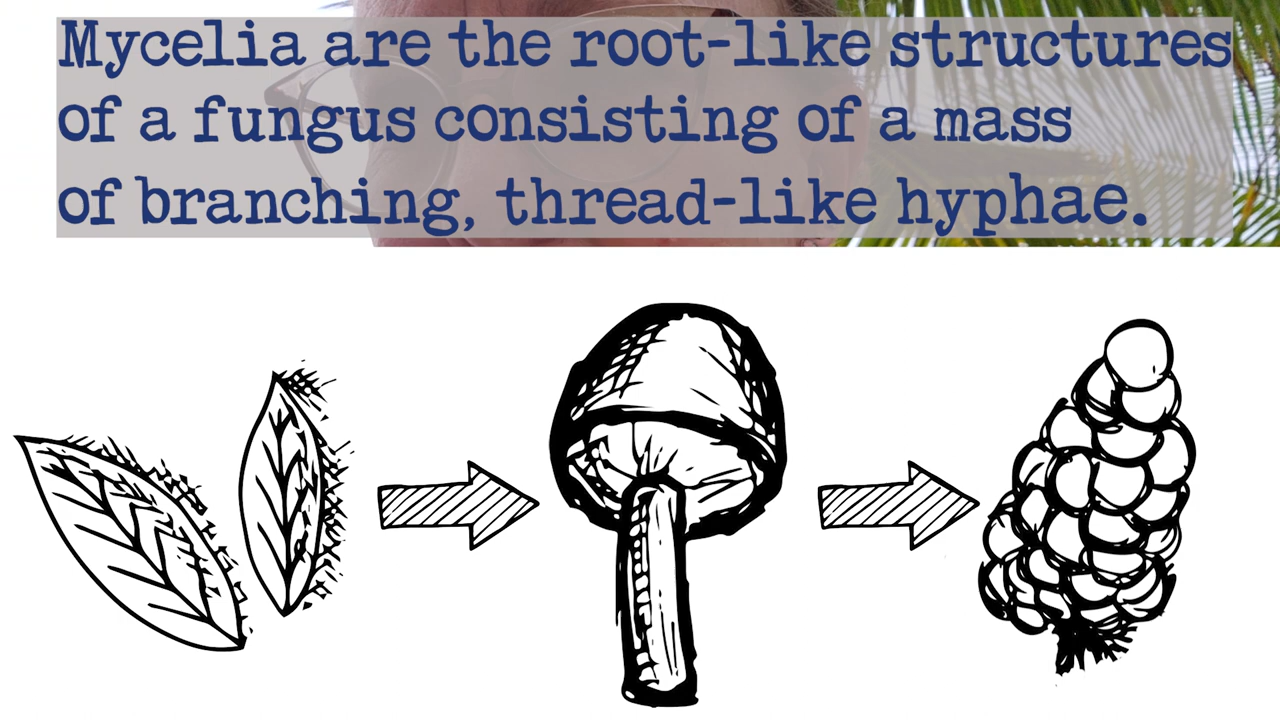 Mycelia are the root-like structures
of a fungus consisting of a mass
of branching, thread-like hyphae.